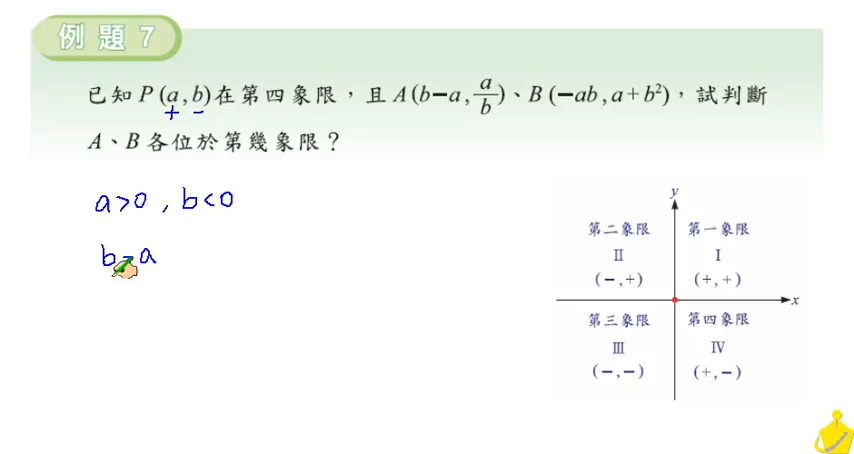 例題 7
已知 P (a , b) 在第四象限，且 A (b−a , a/b)、B (−ab , a+b²)，試判斷
+ −
A、B 各位於第幾象限？
a>0 , b<0
b−a
y
第二象限 第一象限
II I
(−,+) (+,+)
x
第三象限 第四象限
III IV
(−,−) (+,−)